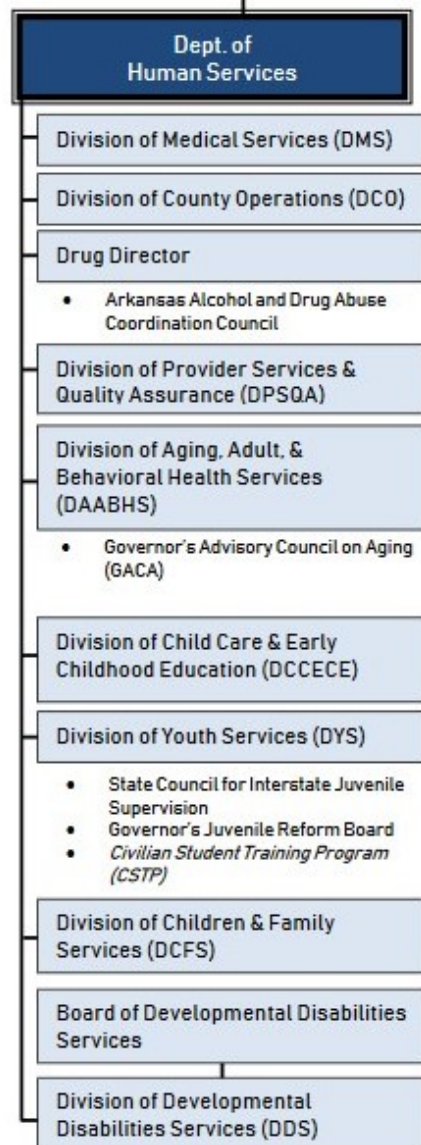 Dept. of
Human Services
Division of Medical Services (DMS)
Division of County Operations (DCO)
Drug Director
• Arkansas Alcohol and Drug Abuse
Coordination Council
Division of Provider Services &
Quality Assurance (DPSQA)
Division of Aging, Adult, &
Behavioral Health Services
(DAABHS)
• Governor's Advisory Council on Aging
(GACA)
Division of Child Care & Early
Childhood Education (DCCECE)
Division of Youth Services (DYS)
• State Council for Interstate Juvenile
Supervision
• Governor's Juvenile Reform Board
• Civilian Student Training Program
(CSTP)
Division of Children & Family
Services (DCFS)
Board of Developmental Disabilities
Services
Division of Developmental
Disabilities Services (DDS)